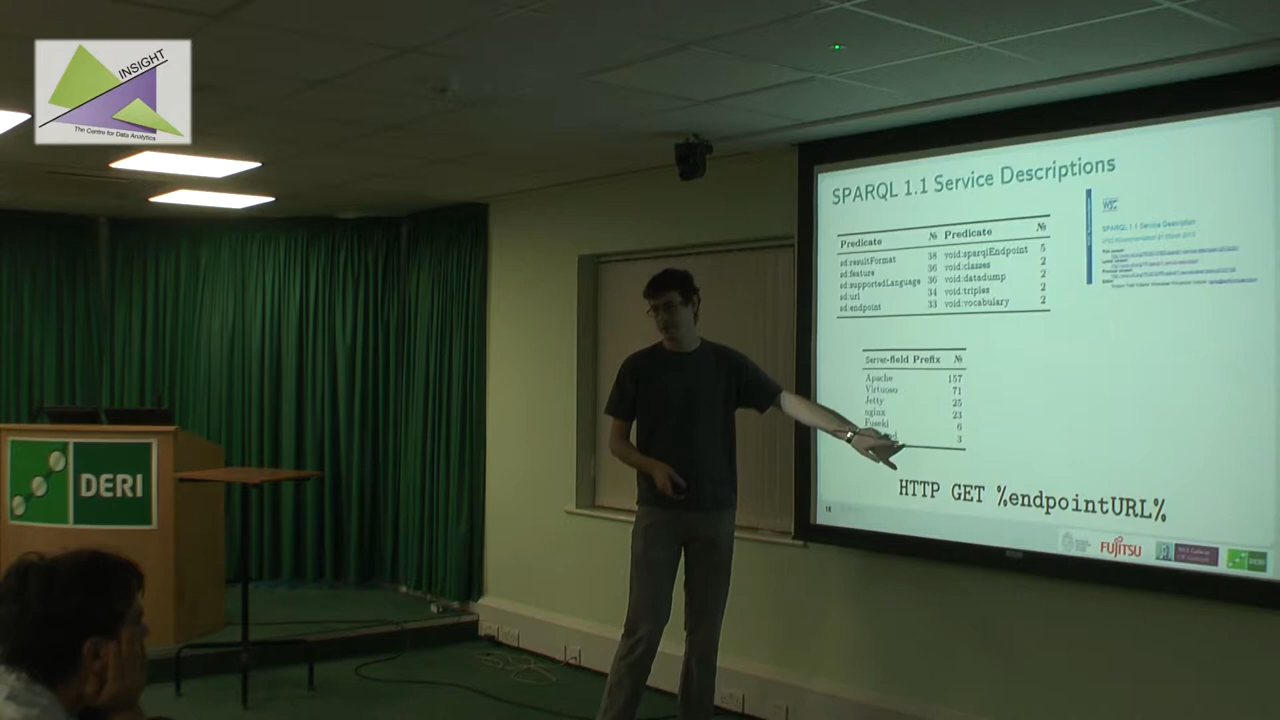 INSIGHT
The Centre for Data Analytics
DERI
SPARQL 1.1 Service Descriptions
Predicate № Predicate №
sd:resultFormat 38 void:sparqlEndpoint 5
sd:feature 36 void:classes 2
sd:supportedLanguage 36 void:datadump 2
sd:url 34 void:triples 2
sd:endpoint 33 void:vocabulary 2
W3C
SPARQL 1.1 Service Description
Server-field Prefix №
Apache 157
Virtuoso 71
Jetty 25
nginx 23
Fuseki 6
3
HTTP GET %endpointURL%
18
FUJITSU
DERI